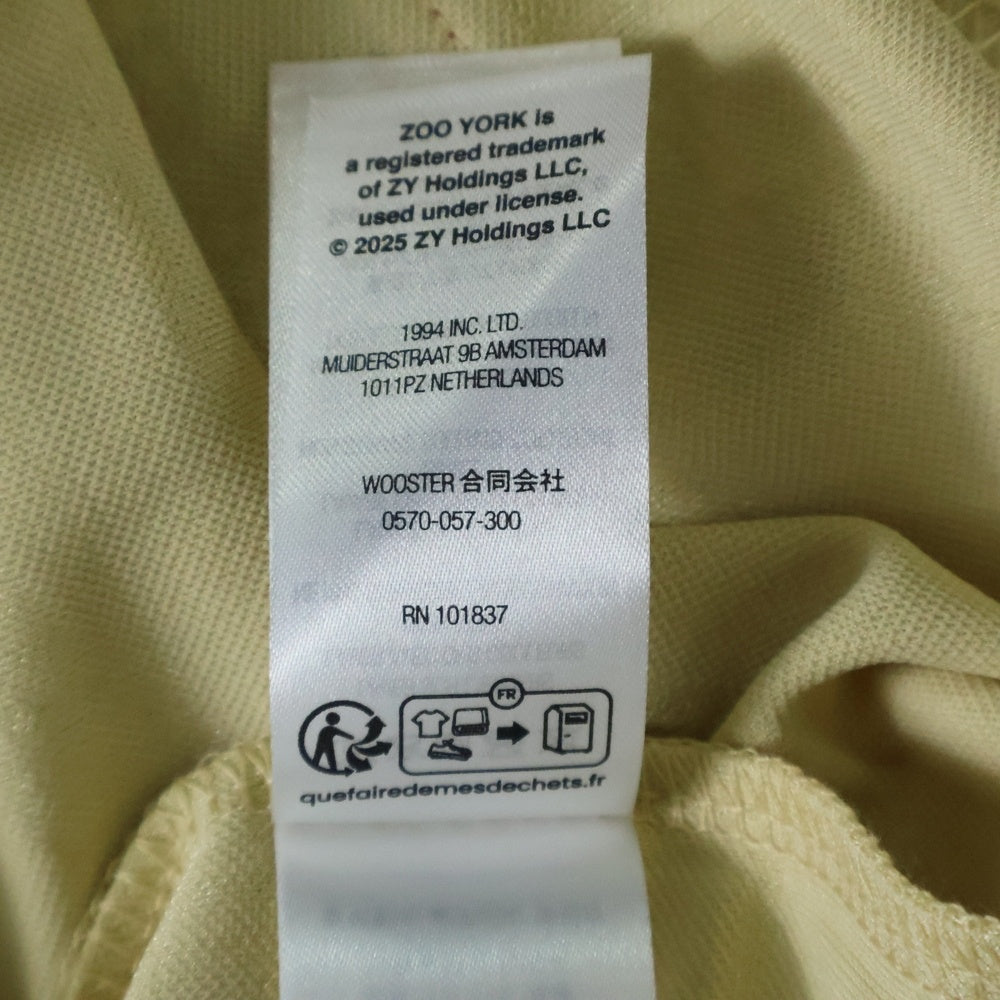 ZOO YORK is
a registered trademark
of ZY Holdings LLC,
used under license.
© 2025 ZY Holdings LLC
1994 INC. LTD.
MUIDERSTRAAT 9B AMSTERDAM
1011PZ NETHERLANDS
WOOSTER 合同会社
0570-057-300
RN 101837
FR
quefairedemesdechets.fr